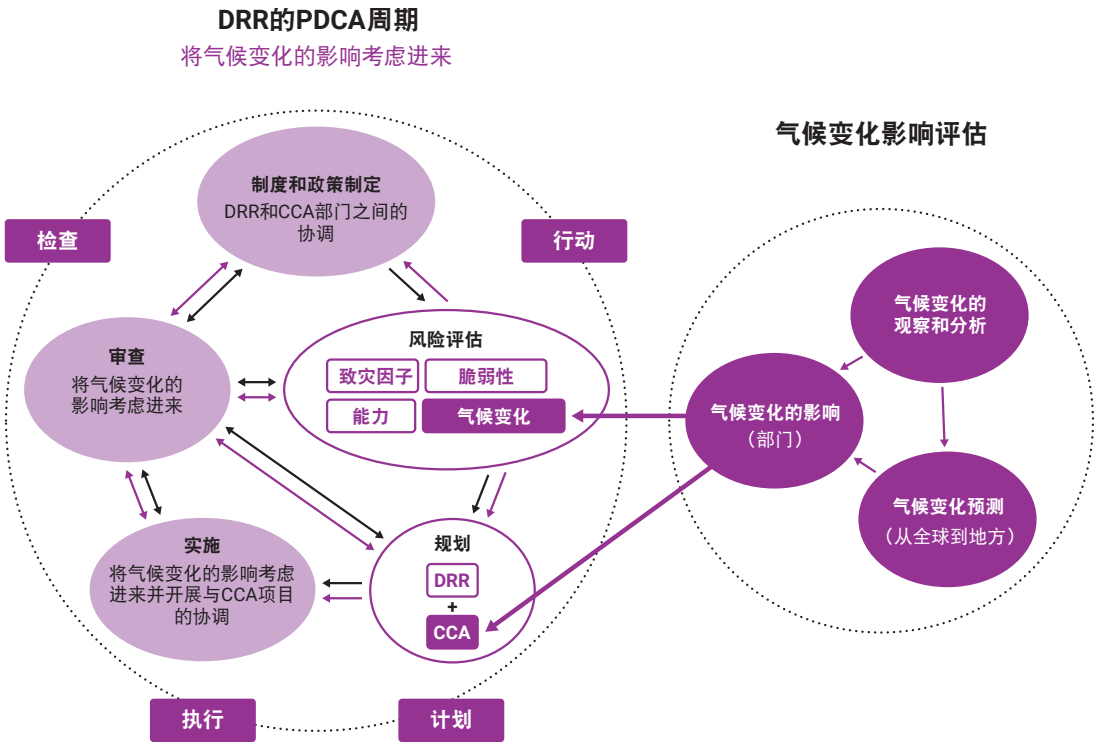 DRR的PDCA周期
将气候变化的影响考虑进来
气候变化影响评估
制度和政策制定
DRR和CCA部门之间的
协调
检查
行动
审查
将气候变化的
影响考虑进来
风险评估
致灾因子
脆弱性
能力
气候变化
实施
将气候变化的影响考虑
进来并开展与CCA项目
的协调
规划
DRR
+
CCA
执行
计划
气候变化的
观察和分析
气候变化的影响
（部门）
气候变化预测
（从全球到地方）